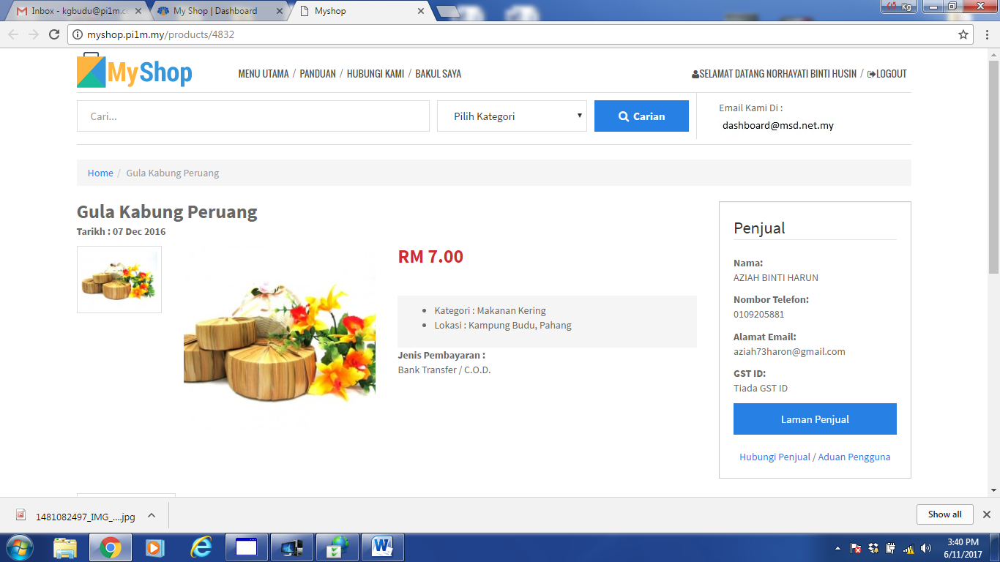 Inbox - kgbudu@pi1m.c
My Shop | Dashboard
Myshop
Kg
myshop.pi1m.my/products/4832
MyShop
MENU UTAMA / PANDUAN / HUBUNGI KAMI / BAKUL SAYA
SELAMAT DATANG NORHAYATI BINTI HUSIN / LOGOUT
Cari...
Pilih Kategori
Carian
Email Kami Di :
dashboard@msd.net.my
Home / Gula Kabung Peruang
Gula Kabung Peruang
Tarikh : 07 Dec 2016
RM 7.00
Kategori : Makanan Kering
Lokasi : Kampung Budu, Pahang
Jenis Pembayaran :
Bank Transfer / C.O.D.
Penjual
Nama:
AZIAH BINTI HARUN
Nombor Telefon:
0109205881
Alamat Email:
aziah73haron@gmail.com
GST ID:
Tiada GST ID
Laman Penjual
Hubungi Penjual / Aduan Pengguna
1481082497_IMG_....jpg
Show all
3:40 PM
6/11/2017